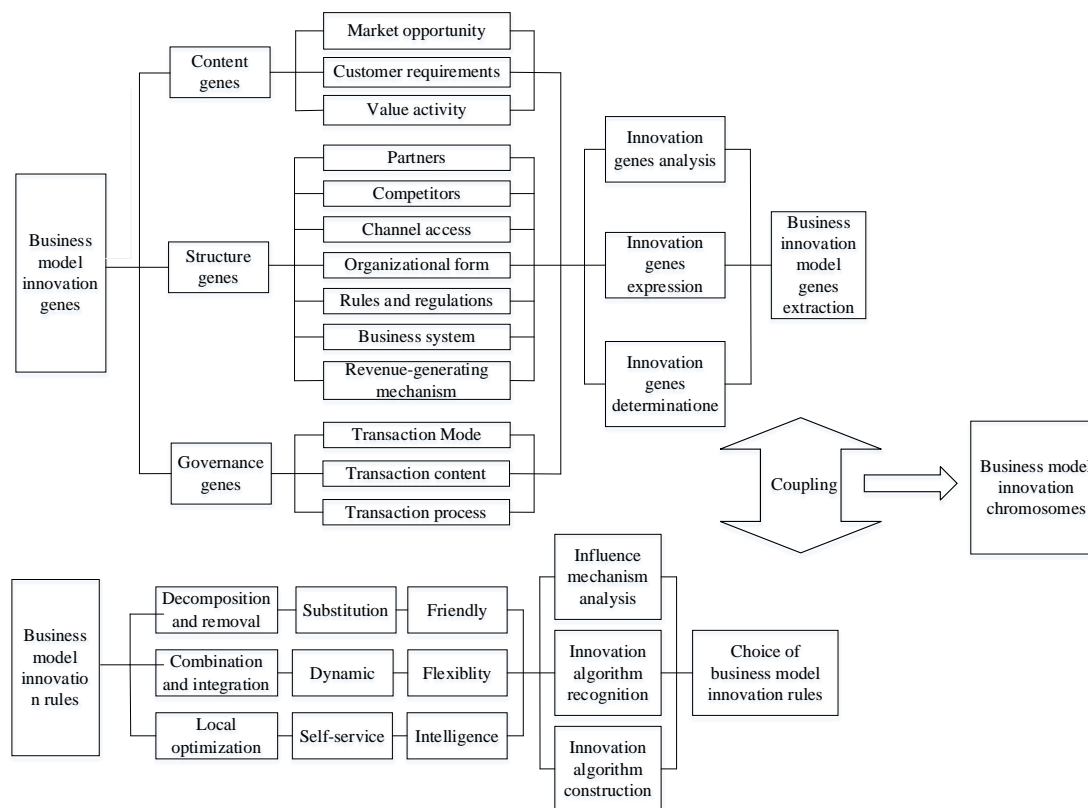 Business
model
innovation
genes
Content
genes
Structure
genes
Governance
genes
Market opportunity
Customer requirements
Value activity
Partners
Competitors
Channel access
Organizational form
Rules and regulations
Business system
Revenue-generating
mechanism
Transaction Mode
Transaction content
Transaction process
Innovation
genes analysis
Innovation
genes
expression
Innovation
genes
determinatione
Business
innovation
model
genes
extraction
Coupling
Business model
innovation
chromosomes
Business
model
innovatio
n rules
Decomposition
and removal
Substitution
Friendly
Combination
and integration
Dynamic
Flexiblity
Local
optimization
Self-service
Intelligence
Influence
mechanism
analysis
Innovation
algorithm
recognition
Innovation
algorithm
construction
Choice of
business model
innovation rules